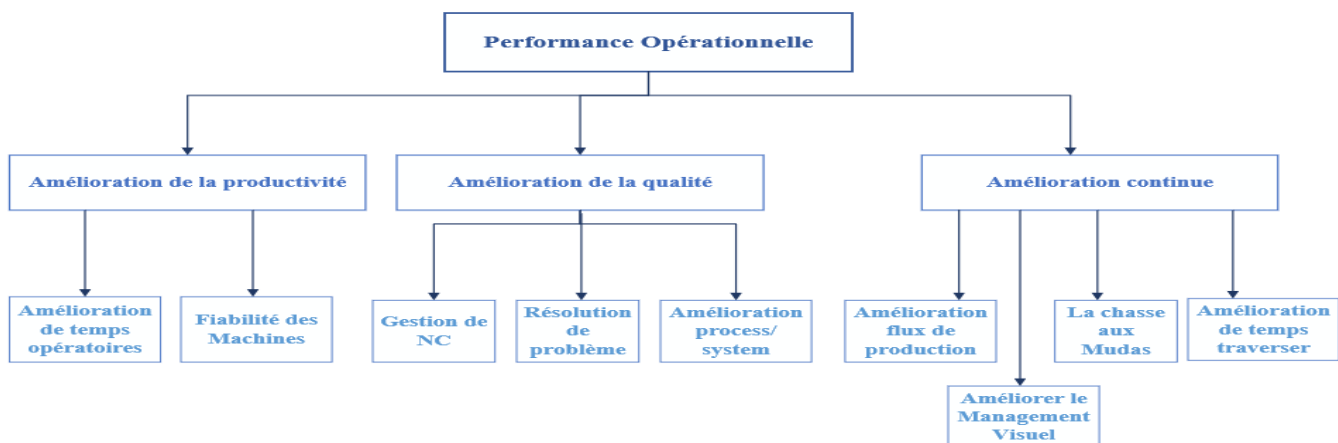 Performance Opérationnelle
Amélioration de la productivité
Amélioration de la qualité
Amélioration continue
Amélioration
de temps
opératoires
Fiabilité des
Machines
Gestion de
NC
Résolution
de
problème
Amélioration
process/
system
Amélioration
flux de
production
La chasse
aux
Mudas
Amélioration
de temps
traverser
Améliorer le
Management
Visuel